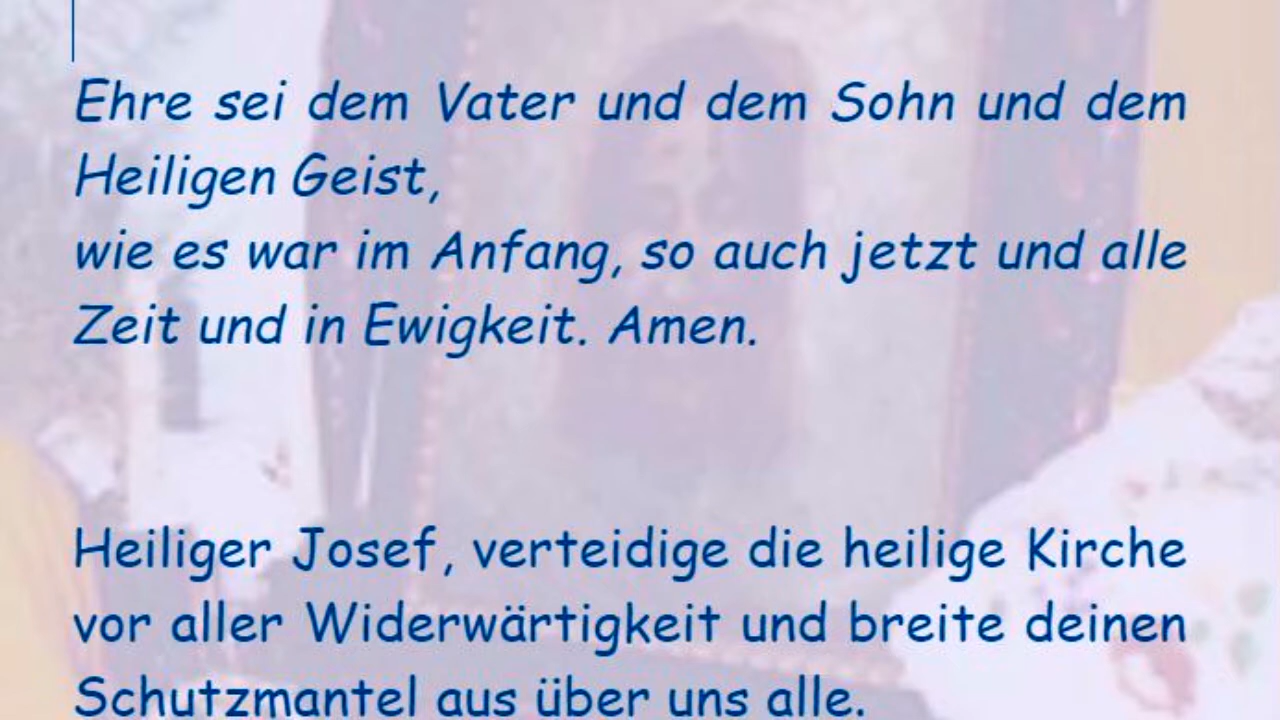 Ehre sei dem Vater und dem Sohn und dem
Heiligen Geist,
wie es war im Anfang, so auch jetzt und alle
Zeit und in Ewigkeit. Amen.
Heiliger Josef, verteidige die heilige Kirche
vor aller Widerwärtigkeit und breite deinen
Schutzmantel aus über uns alle.